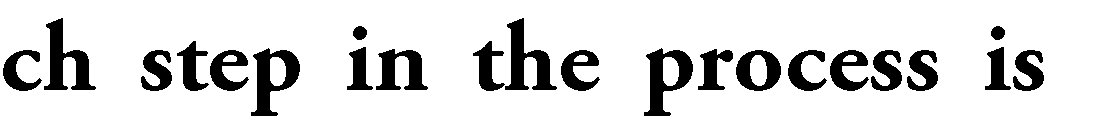 ch step in the process is